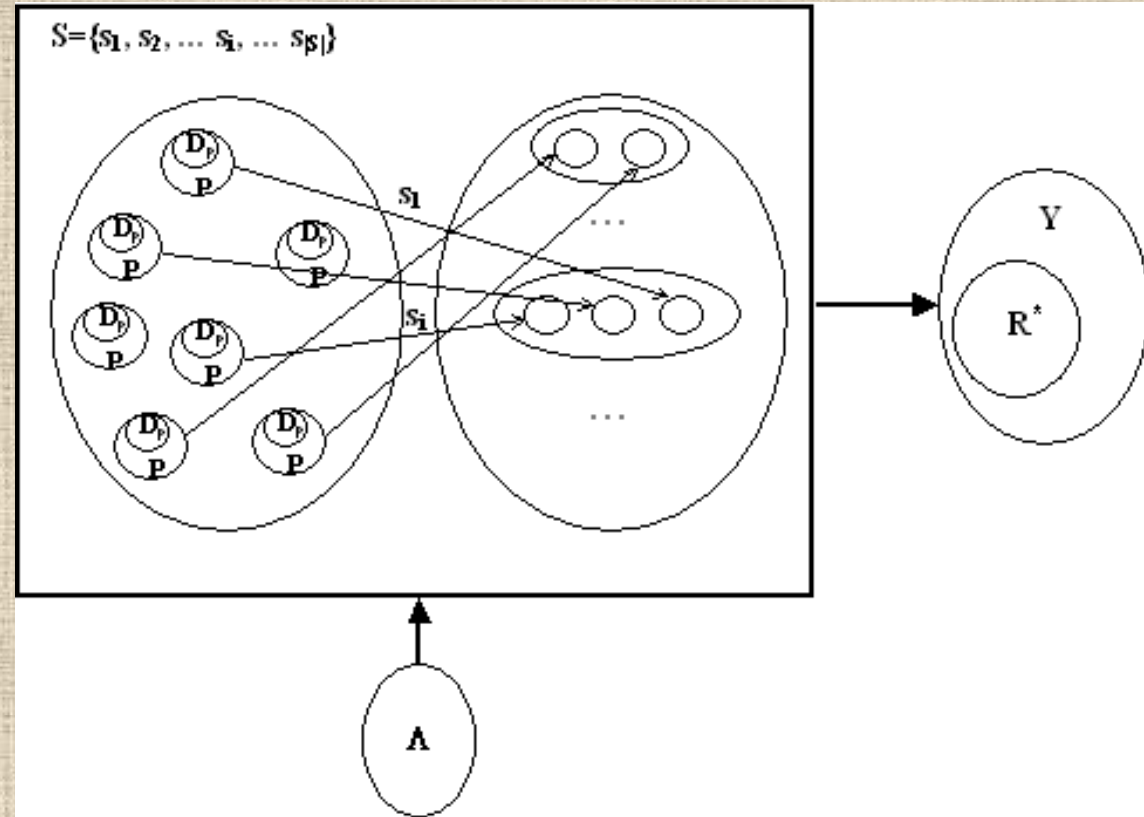 S={s1, s2, ... si, ... s|S|}
DP
P
s1
...
DP
P
DP
P
Y
R*
si
DP
P
DP
P
...
DP
P
DP
P
Λ